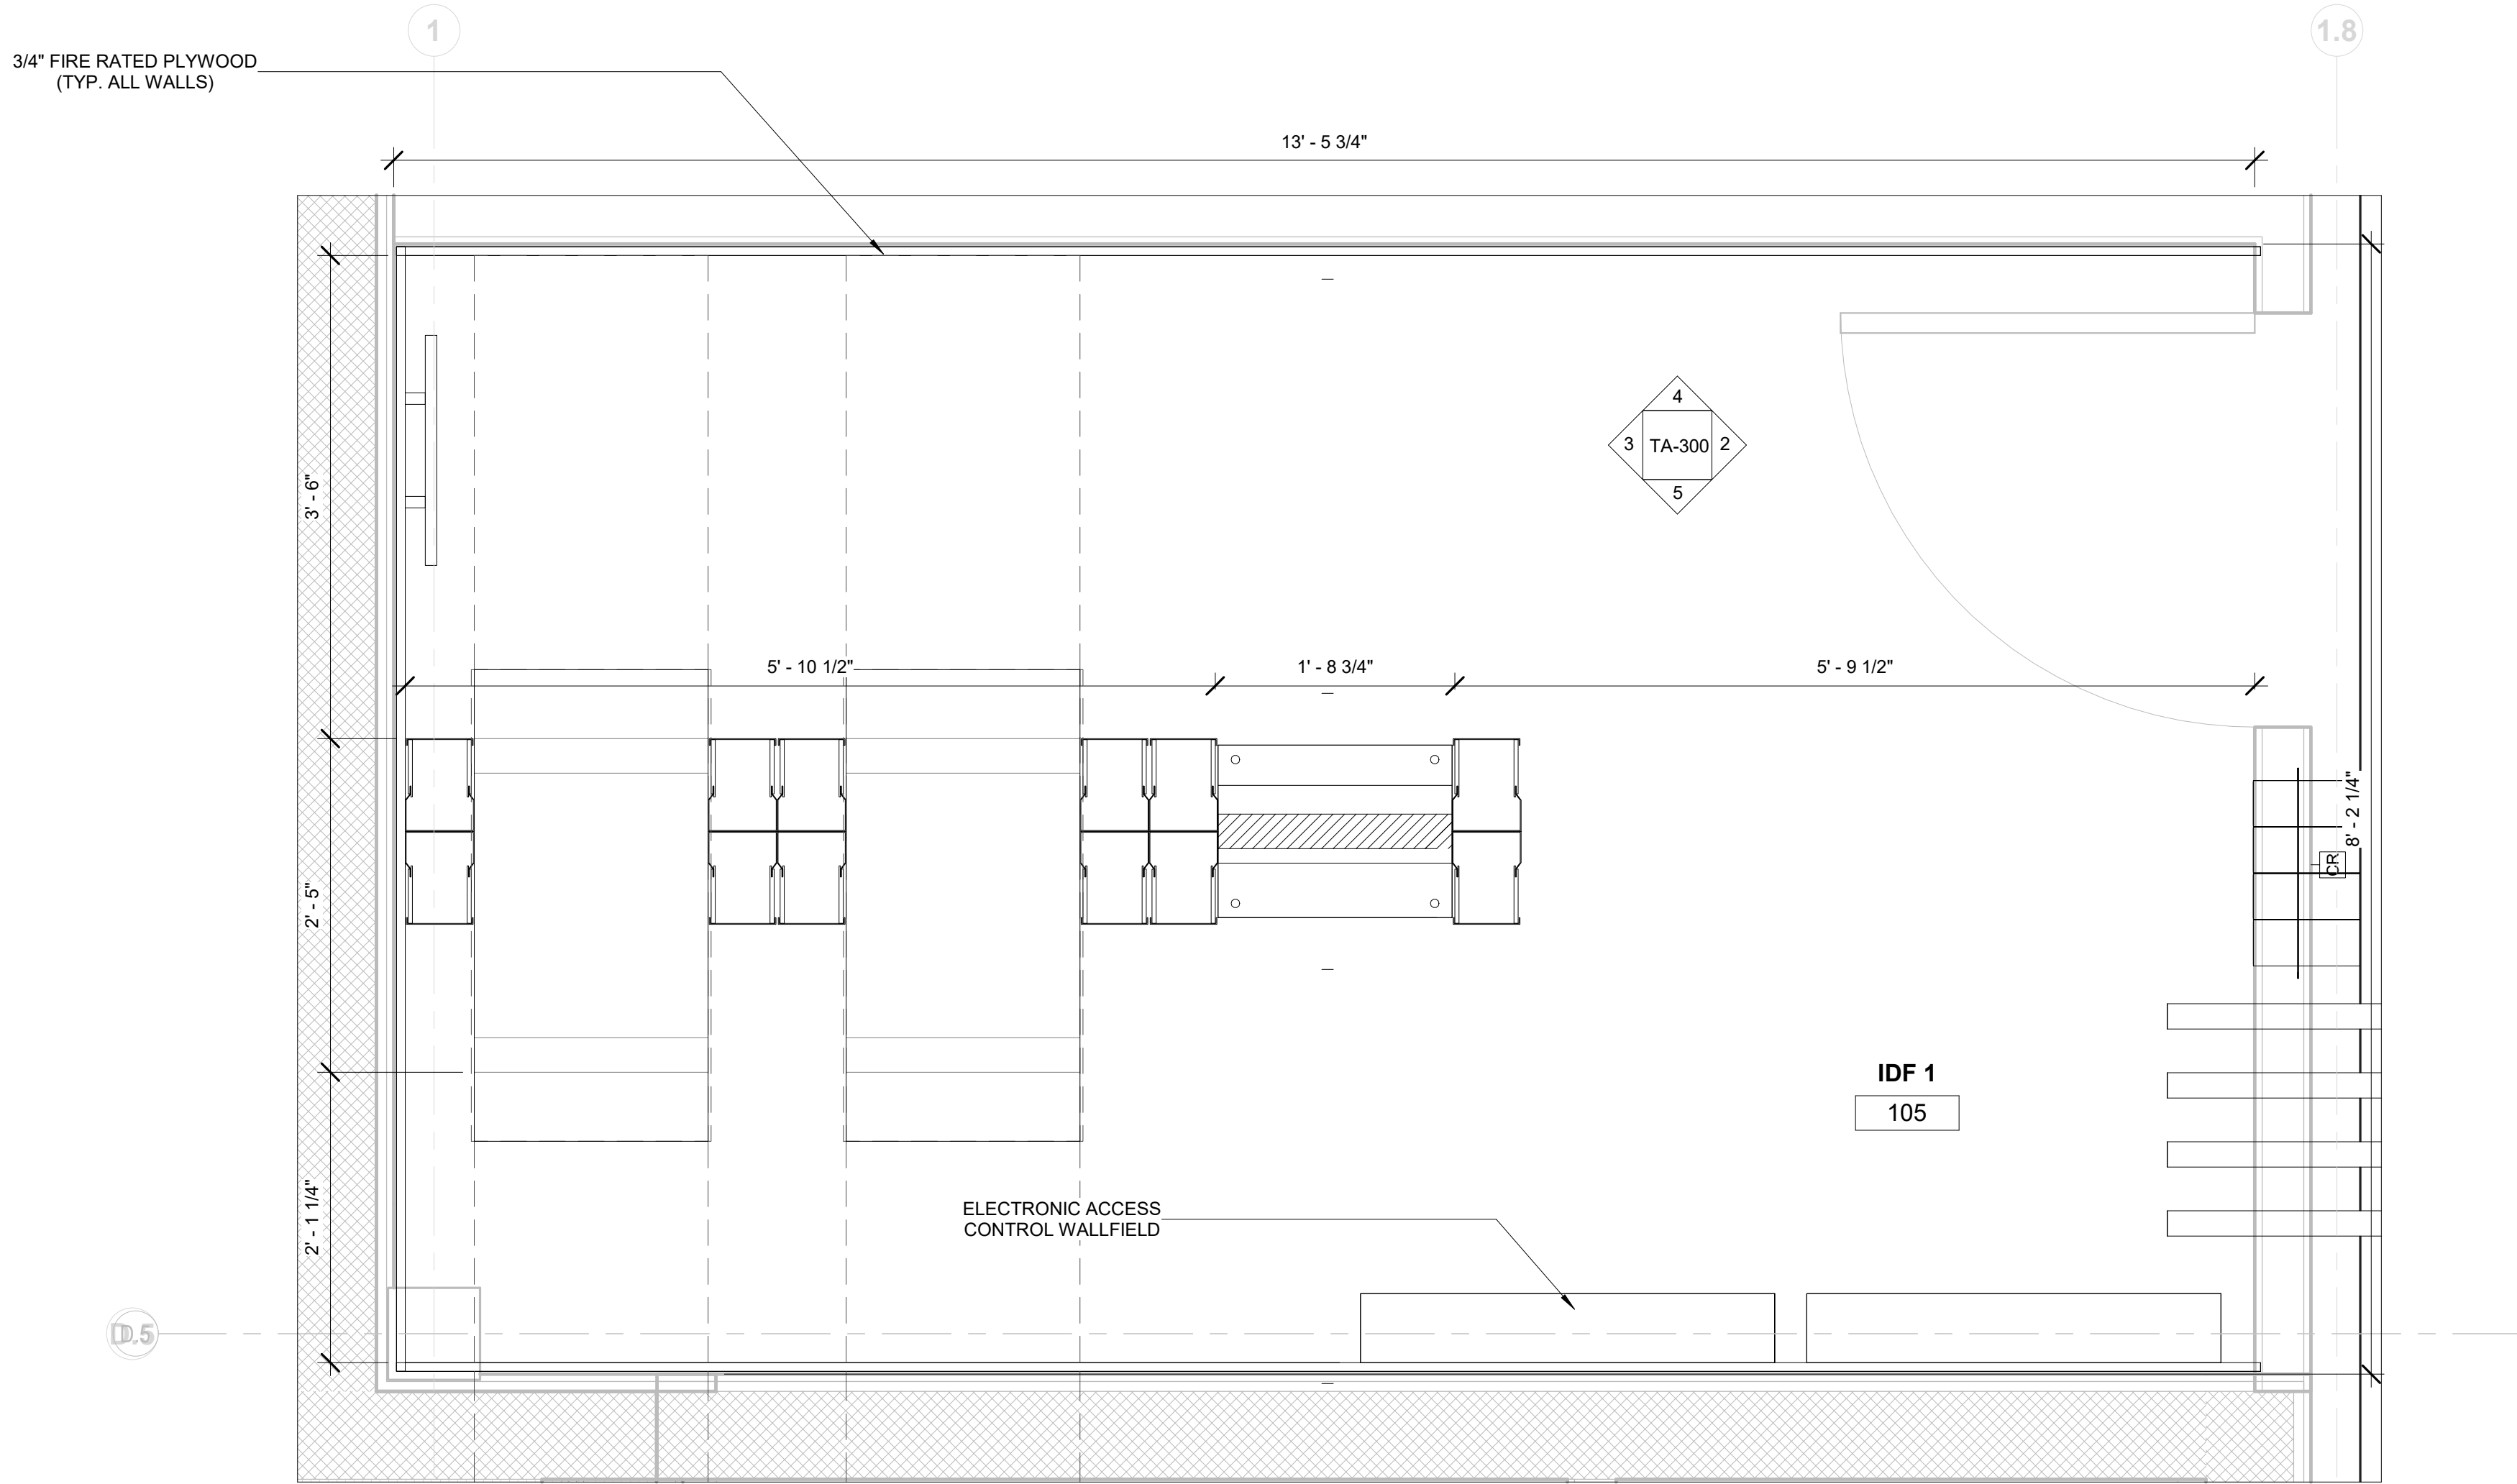 1
1.8
3/4" FIRE RATED PLYWOOD
(TYP. ALL WALLS)
13' - 5 3/4"
4
3 TA-300 2
5
3' - 6"
5' - 10 1/2" 1' - 8 3/4" 5' - 9 1/2"
8' - 2 1/4"
CR
2' - 5"
IDF 1
105
2' - 1 1/4"
ELECTRONIC ACCESS
CONTROL WALLFIELD
D.5